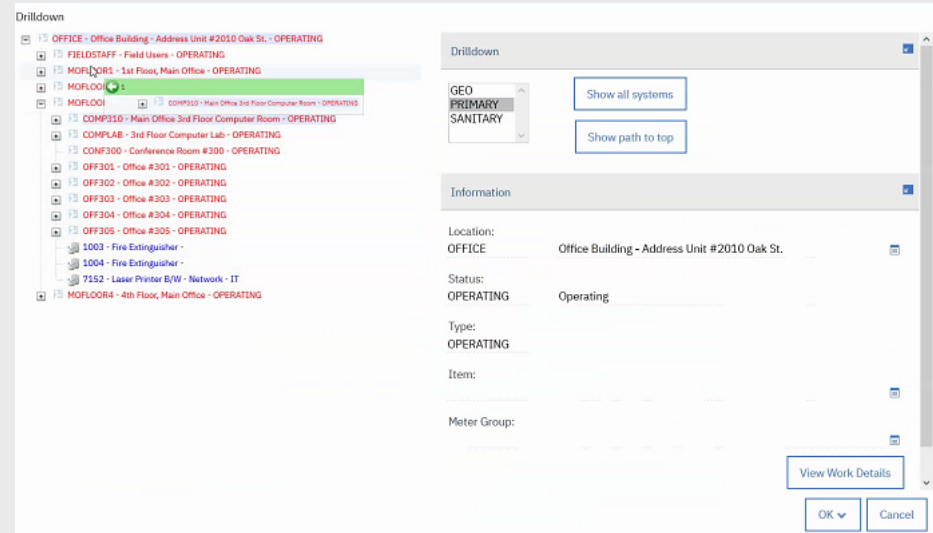 Drilldown
OFFICE - Office Building - Address Unit #2010 Oak St. - OPERATING
FIELDSTAFF - Field Users - OPERATING
MOFLOOR1 - 1st Floor, Main Office - OPERATING
MOFLOO
1
MOFLOOR
COMP310 - Main Office 3rd Floor Computer Room - OPERATING
COMP310 - Main Office 3rd Floor Computer Room - OPERATING
COMPLAB - 3rd Floor Computer Lab - OPERATING
CONF300 - Conference Room #300 - OPERATING
OFF301 - Office #301 - OPERATING
OFF302 - Office #302 - OPERATING
OFF303 - Office #303 - OPERATING
OFF304 - Office #304 - OPERATING
OFF305 - Office #305 - OPERATING
1003 - Fire Extinguisher -
1004 - Fire Extinguisher -
7152 - Laser Printer B/W - Network - IT
MOFLOOR4 - 4th Floor, Main Office - OPERATING
Drilldown
GEO
PRIMARY
SANITARY
Show all systems
Show path to top
Information
Location:
OFFICE Office Building - Address Unit #2010 Oak St.
Status:
OPERATING Operating
Type:
OPERATING
Item:
Meter Group:
View Work Details
OK Cancel